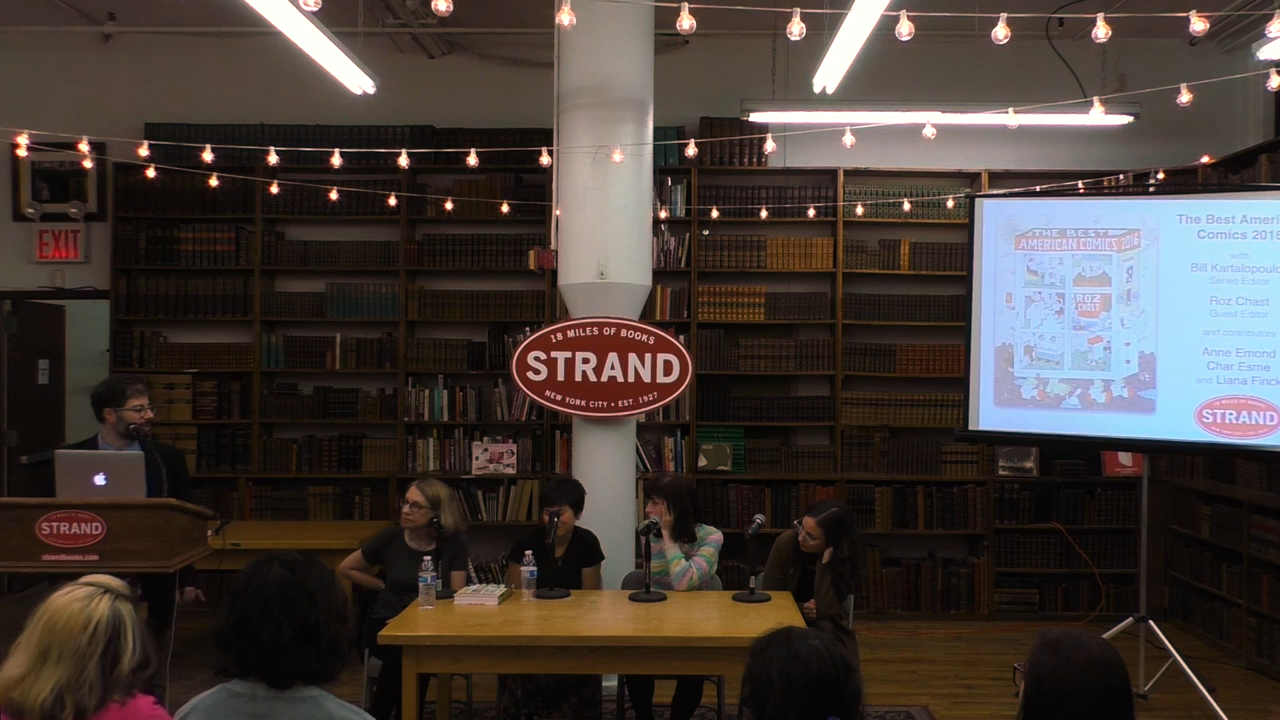 EXIT
18 MILES OF BOOKS
STRAND
NEW YORK CITY • EST. 1927
STRAND
strandbooks.com
THE BEST
AMERICAN COMICS 2016
ROZ
CHAST
The Best Ameri
Comics 2016
with
Bill Kartalopoulo
Series Editor
Roz Chast
Guest Editor
and contributors
Anne Emond
Char Esme
and Liana Finck
18 MILES OF BOOKS
STRAND